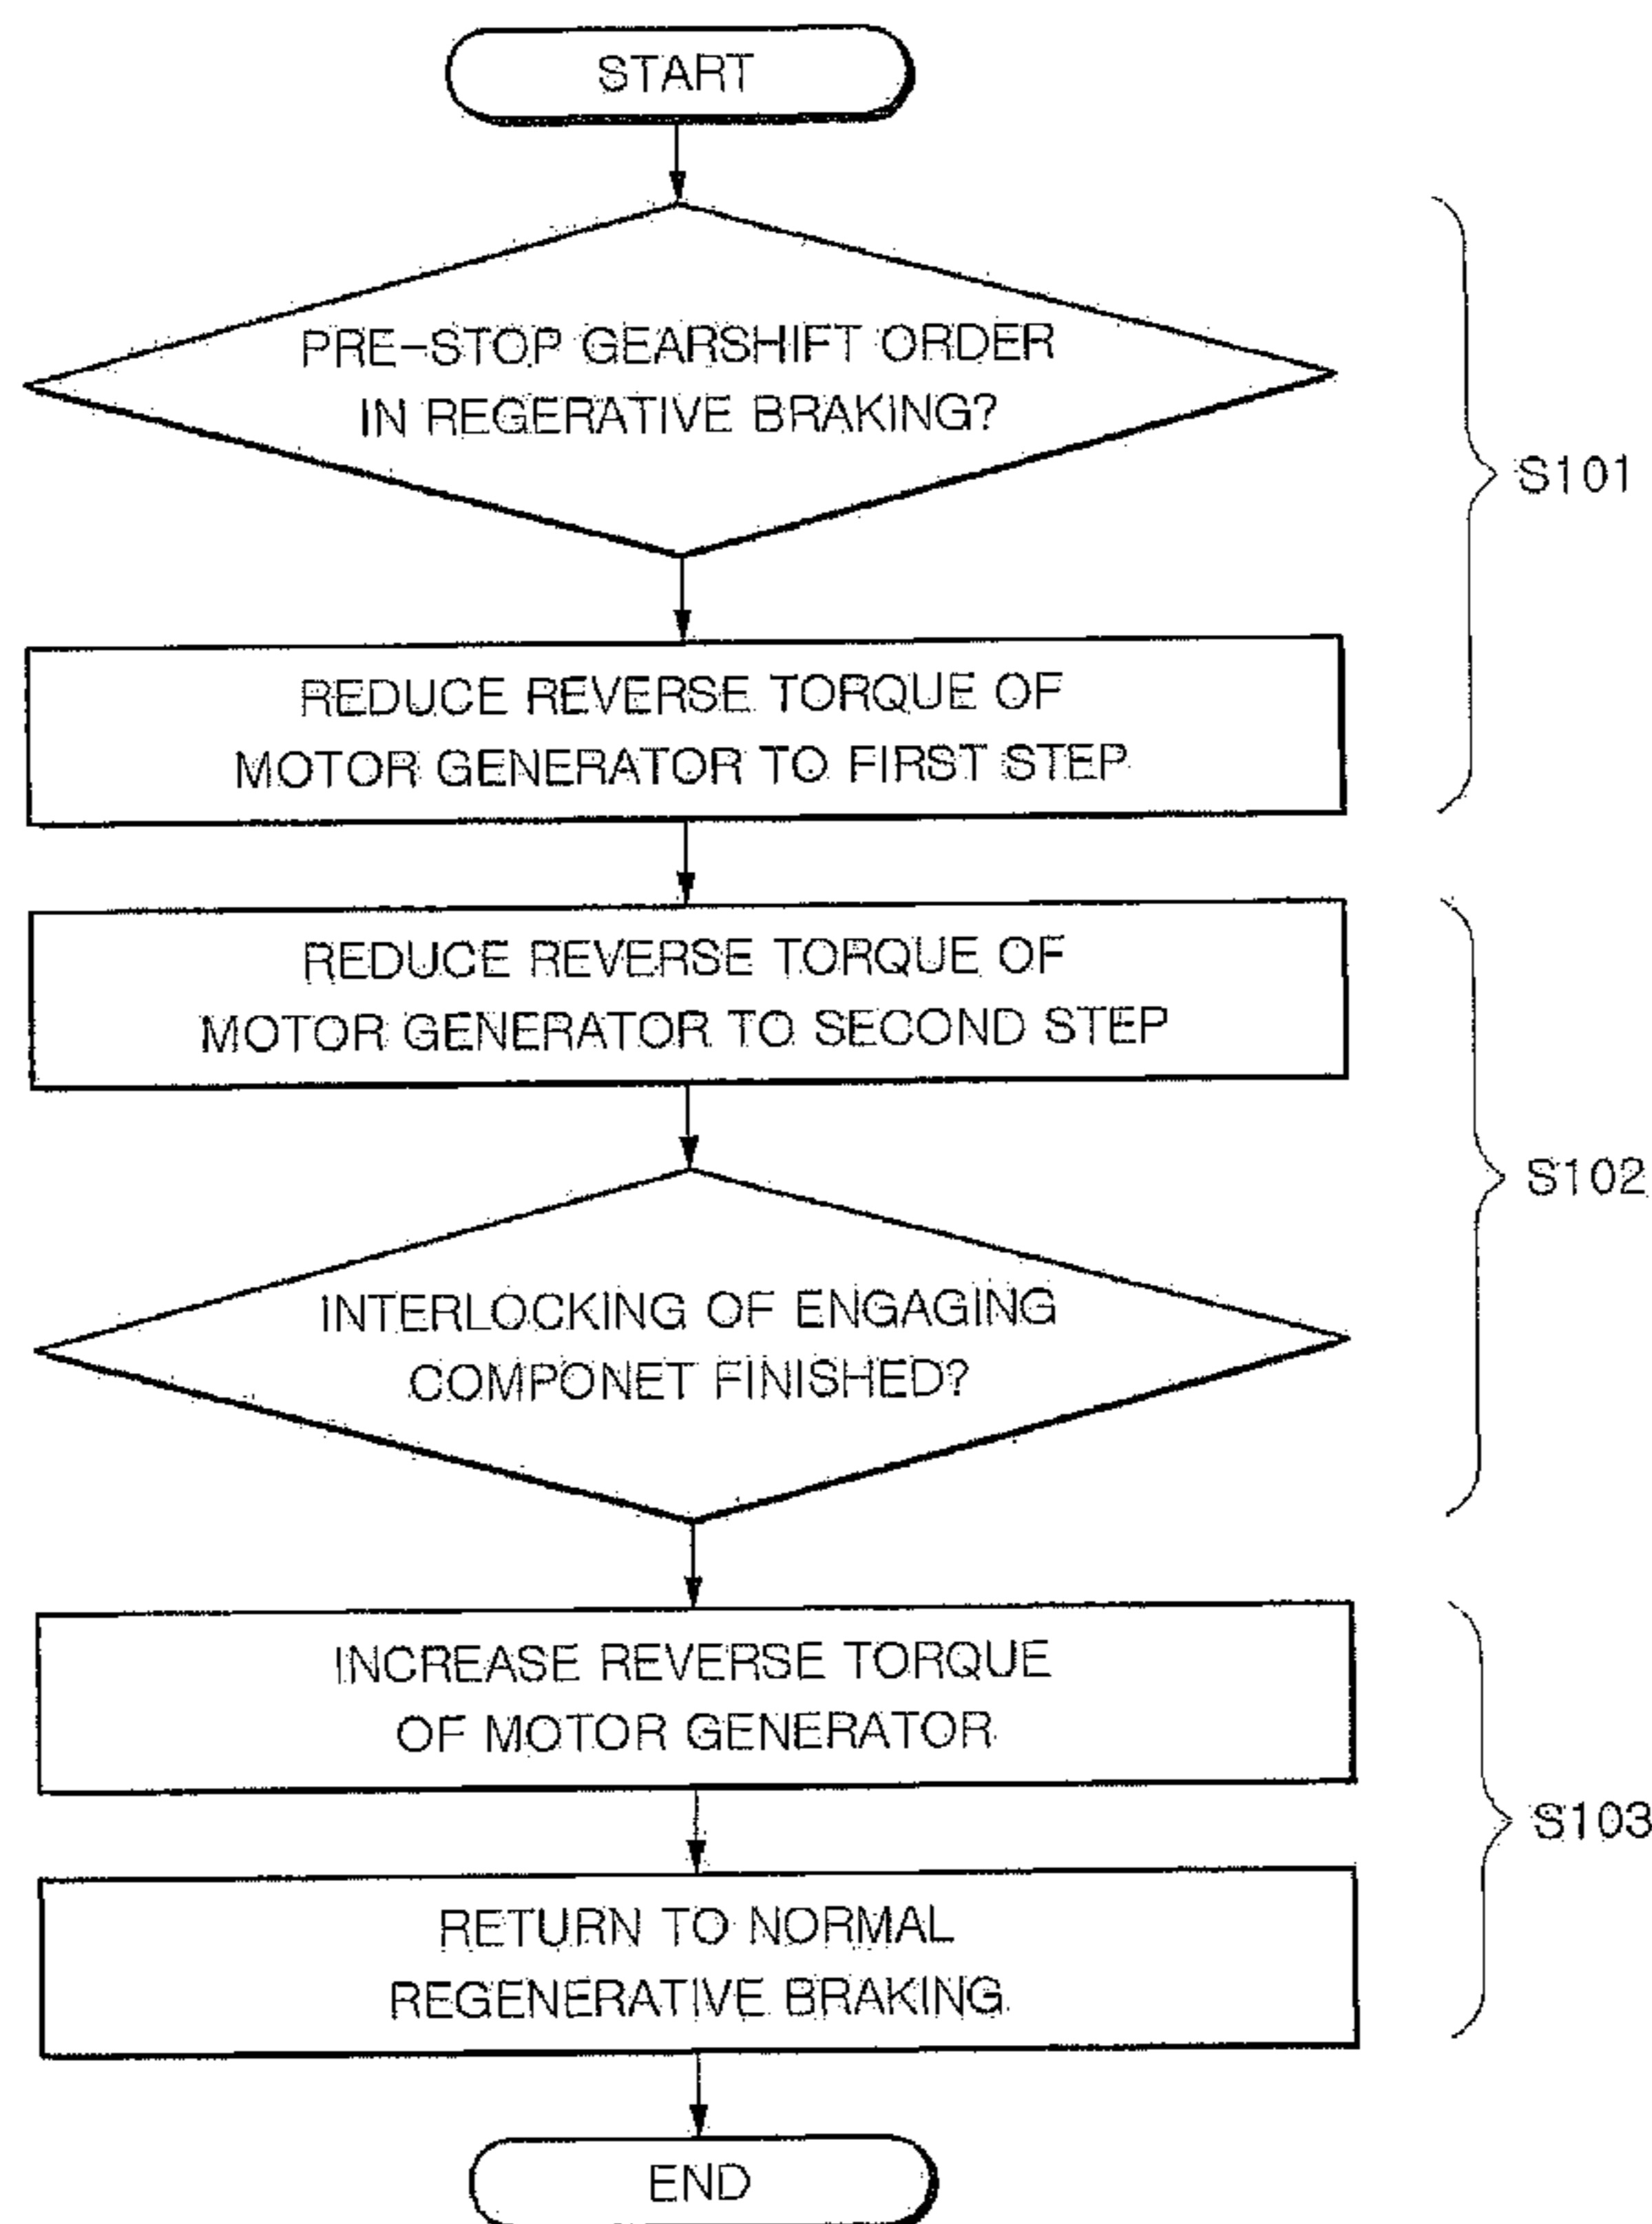 START
PRE-STOP GEARSHIFT ORDER
IN REGERATIVE BRAKING?
S101
REDUCE REVERSE TORQUE OF
MOTOR GENERATOR TO FIRST STEP
REDUCE REVERSE TORQUE OF
MOTOR GENERATOR TO SECOND STEP
S102
INTERLOCKING OF ENGAGING
COMPONET FINISHED?
INCREASE REVERSE TORQUE
OF MOTOR GENERATOR
S103
RETURN TO NORMAL
REGENERATIVE BRAKING
END